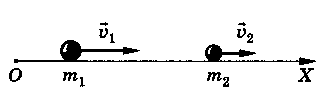 v⃗₁ v⃗₂
O m₁ m₂ X